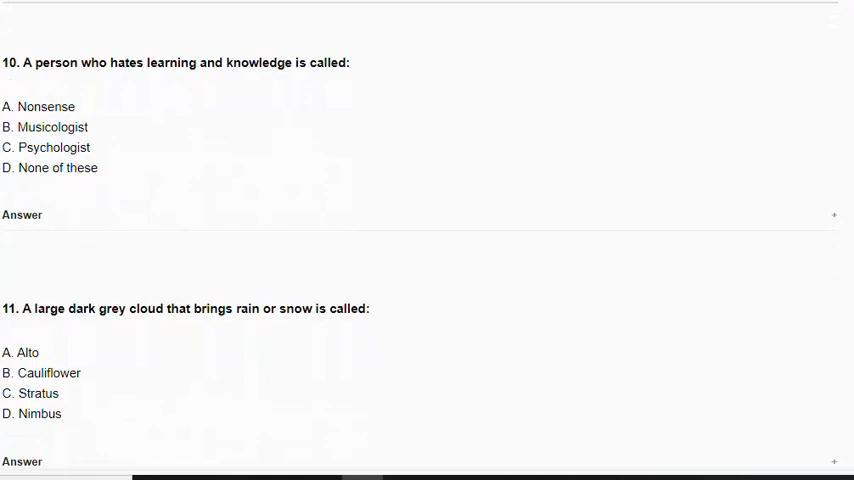 10. A person who hates learning and knowledge is called:
A. Nonsense
B. Musicologist
C. Psychologist
D. None of these
Answer +
11. A large dark grey cloud that brings rain or snow is called:
A. Alto
B. Cauliflower
C. Stratus
D. Nimbus
Answer +